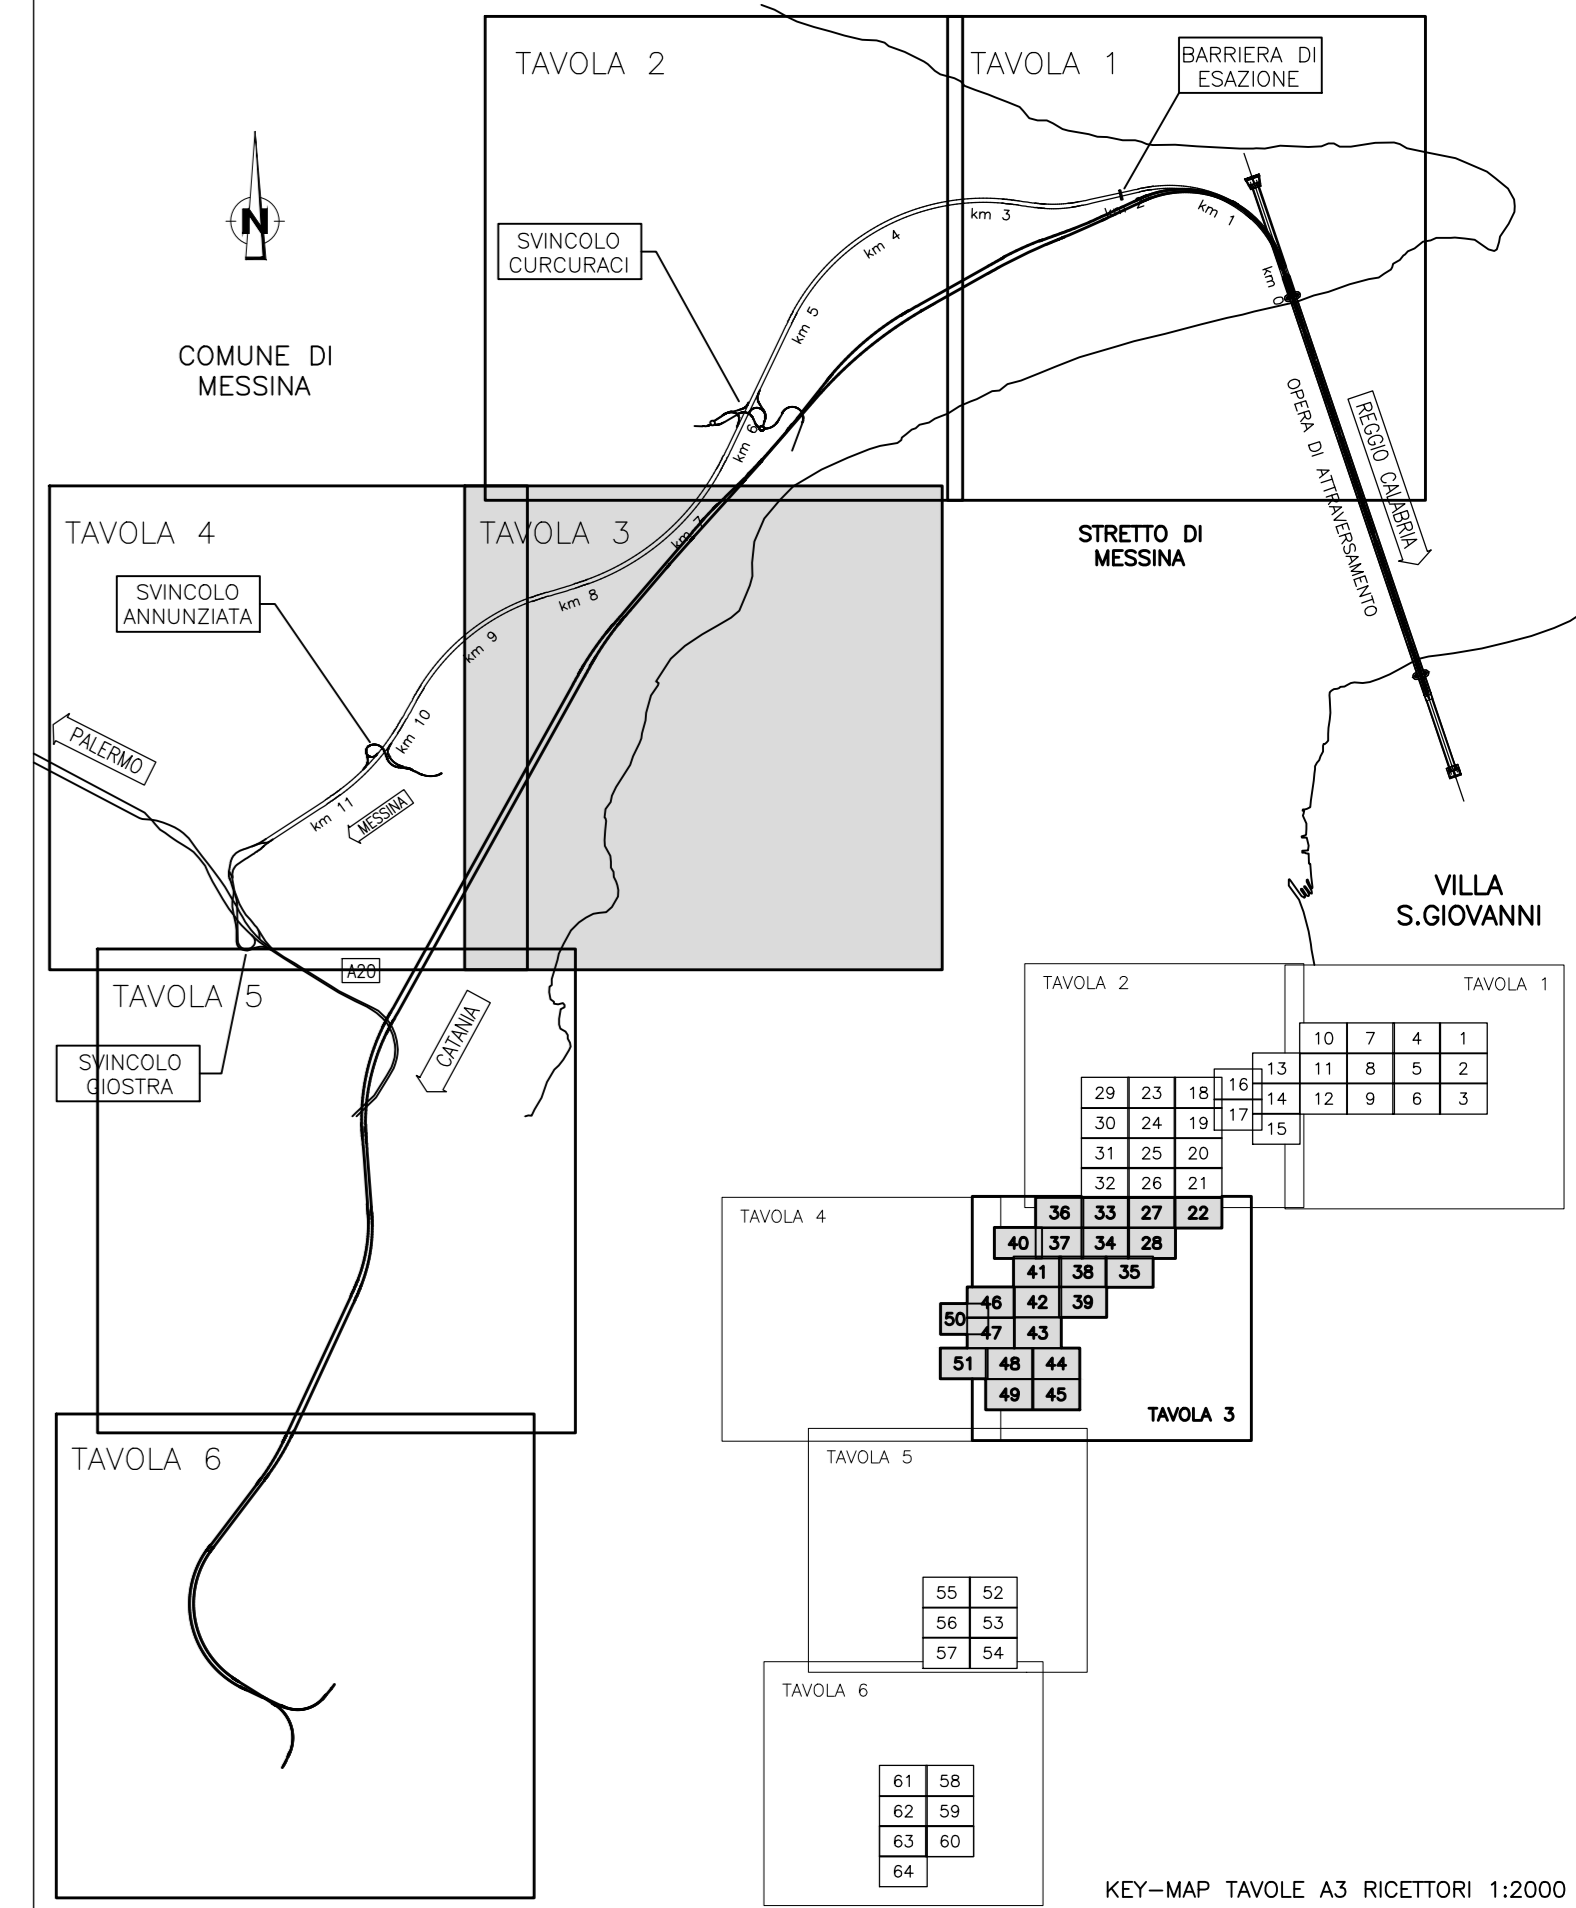 TAVOLA 2
TAVOLA 1
BARRIERA DI
ESAZIONE
N
SVINCOLO
CURCURACI
COMUNE DI
MESSINA
km 0
km 1
km 2
km 3
km 4
km 5
km 6
km 7
km 8
km 9
km 10
km 11
OPERA DI ATTRAVERSAMENTO
REGGIO CALABRIA
STRETTO DI
MESSINA
TAVOLA 4
TAVOLA 3
SVINCOLO
ANNUNZIATA
PALERMO
MESSINA
VILLA
S.GIOVANNI
A20
TAVOLA 5
CATANIA
SVINCOLO
GIOSTRA
TAVOLA 6
TAVOLA 2
TAVOLA 1
10 7 4 1
13 11 8 5 2
16 14 12 9 6 3
17 15
29 23 18
30 24 19
31 25 20
32 26 21
TAVOLA 4
36 33 27 22
40 37 34 28
41 38 35
46 42 39
50 47 43
51 48 44
49 45
TAVOLA 3
TAVOLA 5
55 52
56 53
57 54
TAVOLA 6
61 58
62 59
63 60
64
KEY-MAP TAVOLE A3 RICETTORI 1:2000